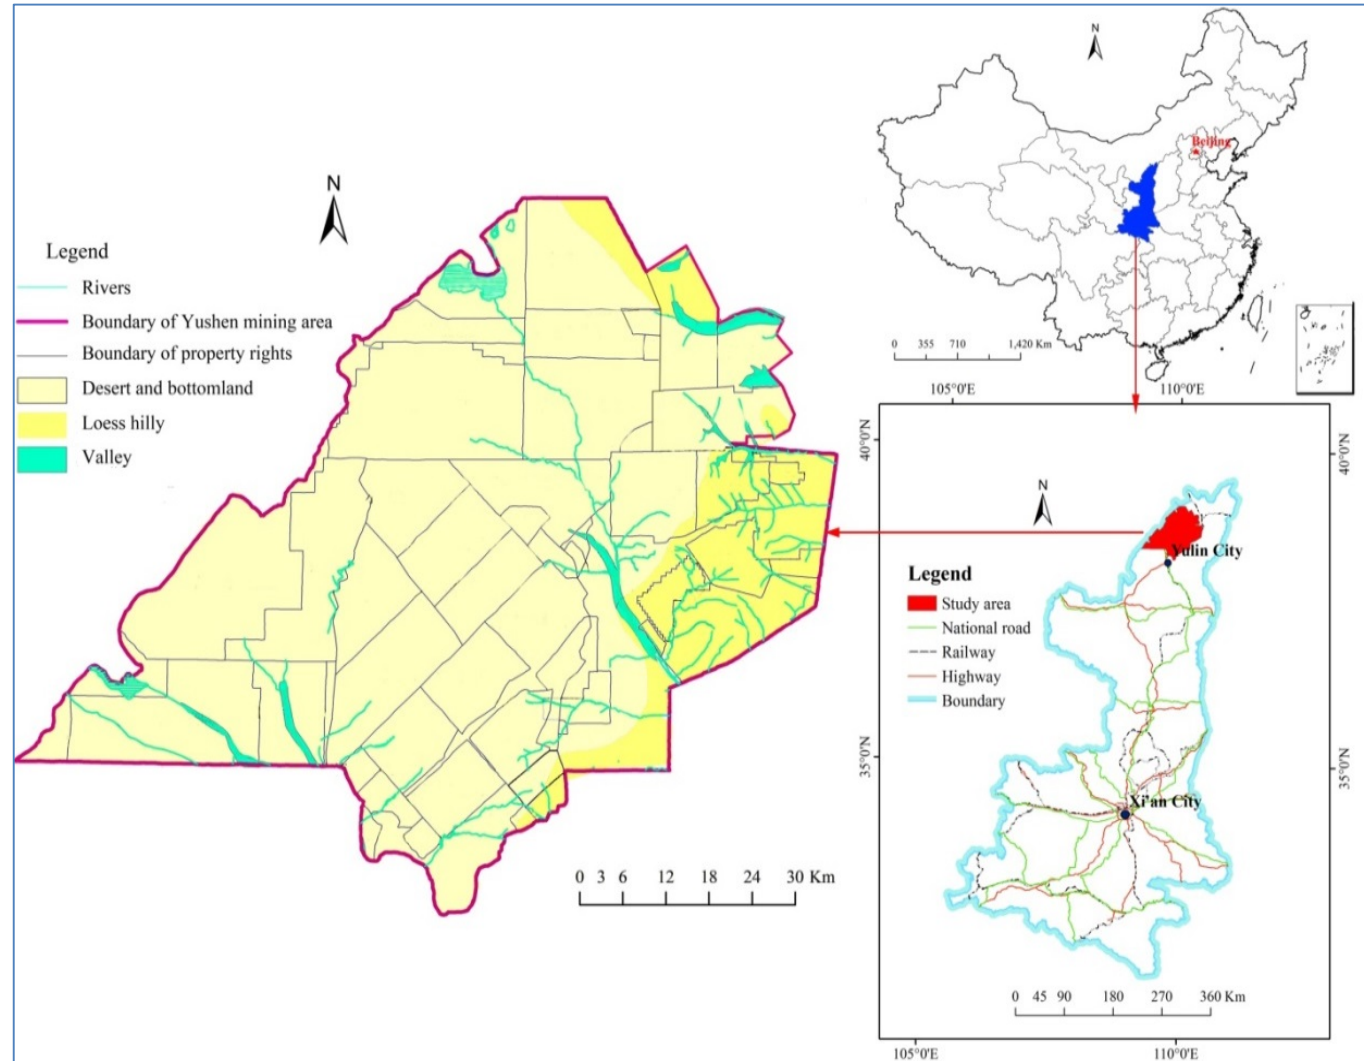 N
Legend
Rivers
Boundary of Yushen mining area
Boundary of property rights
Desert and bottomland
Loess hilly
Valley
0 3 6 12 18 24 30 Km
N
Beijing
0 355 710 1,420 Km
105°0'E 110°0'E
40°0'N 40°0'N
N
Yulin City
Legend
Study area
National road
Railway
Highway
Boundary
35°0'N 35°0'N
Xi'an City
0 45 90 180 270 360 Km
105°0'E 110°0'E